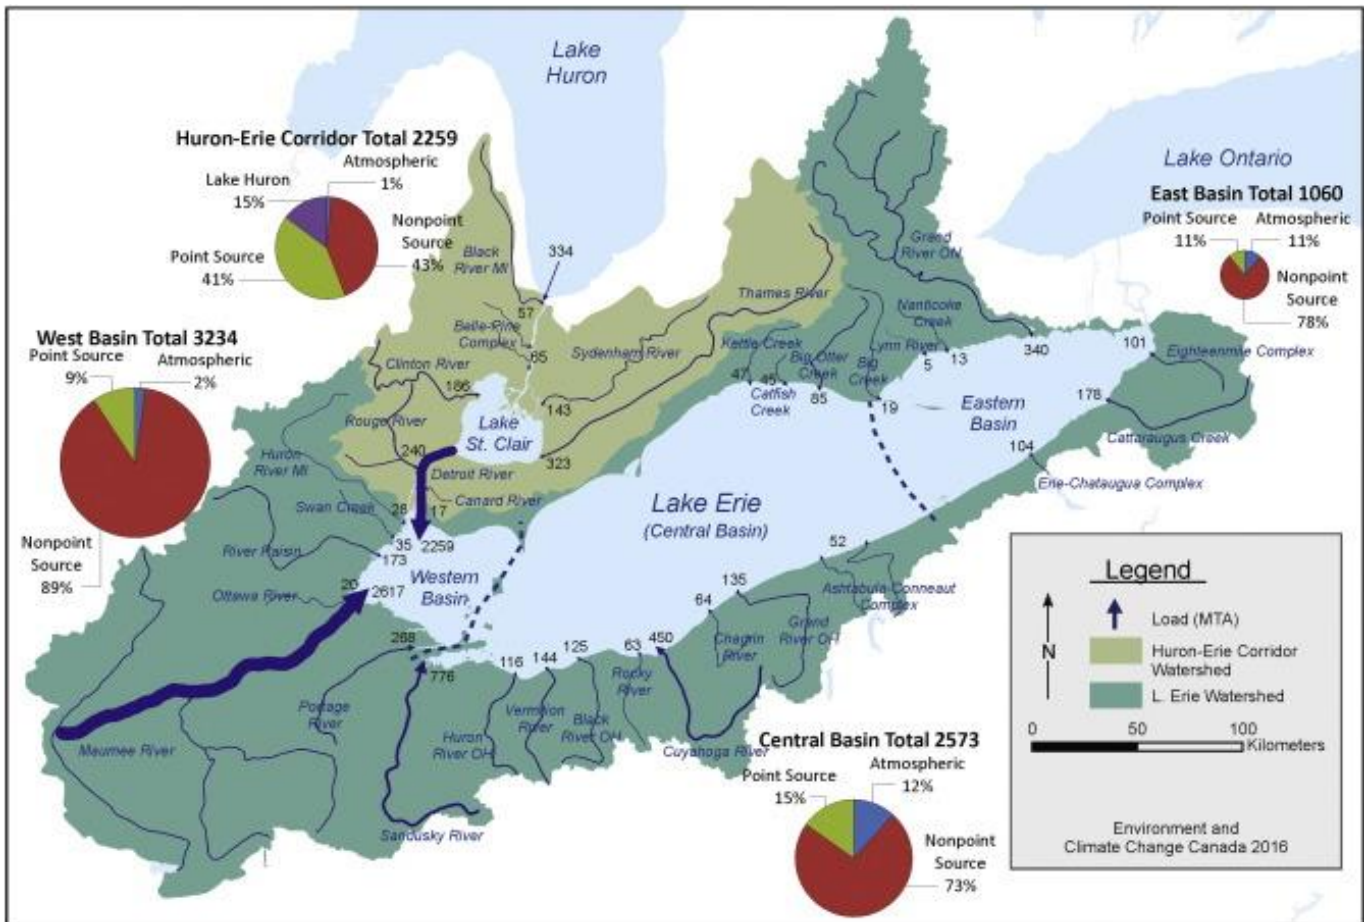 Lake
Huron
Huron-Erie Corridor Total 2259
Atmospheric
1%
Lake Huron
15%
Nonpoint
Source
43%
Point Source
41%
Lake Ontario
East Basin Total 1060
Point Source
11%
Atmospheric
11%
Nonpoint
Source
78%
West Basin Total 3234
Point Source
9%
Atmospheric
2%
Nonpoint
Source
89%
Black
River MI
334
57
Belle-Pine
Complex
65
Clinton River
186
Sydenham River
143
Thames River
323
Lake
St. Clair
Rouge River
240
Detroit River
Canard River
17
Huron
River MI
28
Swan Creek
35
2259
River Raisin
173
Ottawa River
20
2617
Western
Basin
Maumee River
268
Portage
River
776
Sandusky River
Grand
River ON
Nanticoke
Creek
Lynn River
Kettle Creek
Big Otter
Creek
Big
Creek
47
45
Catfish
Creek
85
19
5
13
340
101
Eighteenmile Complex
Eastern
Basin
178
Cattaraugus Creek
104
Erie-Chataugua Complex
Lake Erie
(Central Basin)
52
Ashtabula-Conneaut
Complex
135
Grand
River OH
64
Chagrin
River
450
Cuyahoga River
63
Rocky
River
125
Black
River OH
144
Vermilion
River
116
Huron
River OH
Central Basin Total 2573
Point Source
15%
Atmospheric
12%
Nonpoint
Source
73%
Legend
Load (MTA)
Huron-Erie Corridor
Watershed
L. Erie Watershed
N
0 50 100
Kilometers
Environment and
Climate Change Canada 2016